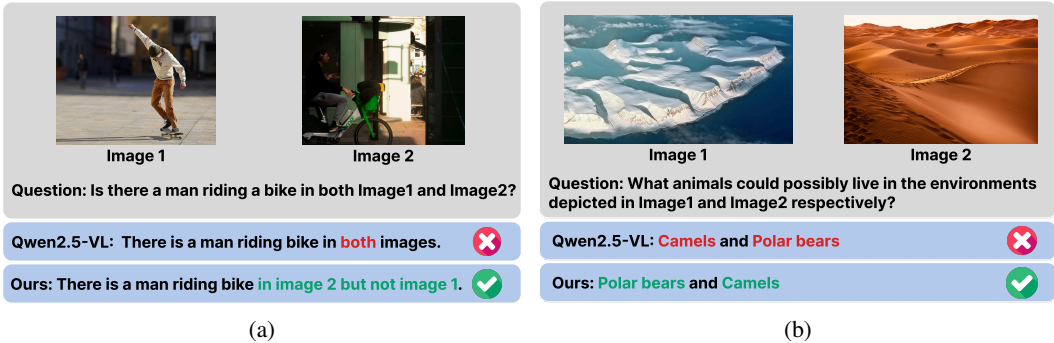 Image 1
Image 2
Question: Is there a man riding a bike in both Image1 and Image2?
Qwen2.5-VL: There is a man riding bike in both images.
Ours: There is a man riding bike in image 2 but not image 1.
(a)
Image 1
Image 2
Question: What animals could possibly live in the environments
depicted in Image1 and Image2 respectively?
Qwen2.5-VL: Camels and Polar bears
Ours: Polar bears and Camels
(b)